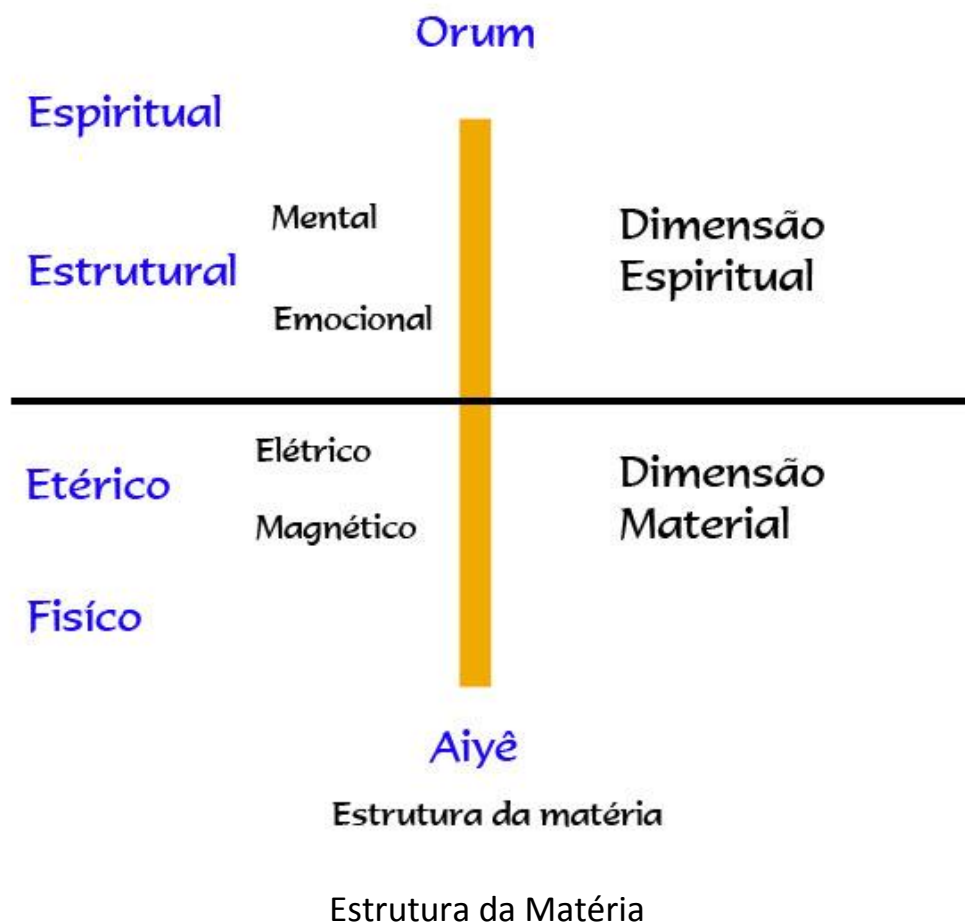 Orum
Espiritual
Mental
Dimensão
Espiritual
Estrutural
Emocional
Elétrico
Etérico
Dimensão
Material
Magnético
Fisíco
Aiyê
Estrutura da matéria
Estrutura da Matéria